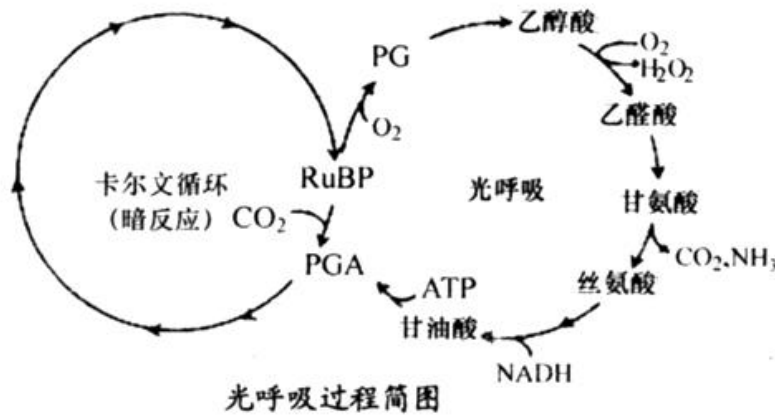 乙醇酸
PG
O₂
H₂O₂
O₂
乙醛酸
卡尔文循环
RuBP
光呼吸
(暗反应) CO₂
甘氨酸
PGA
CO₂,NH₃
丝氨酸
ATP
甘油酸
NADH
光呼吸过程简图